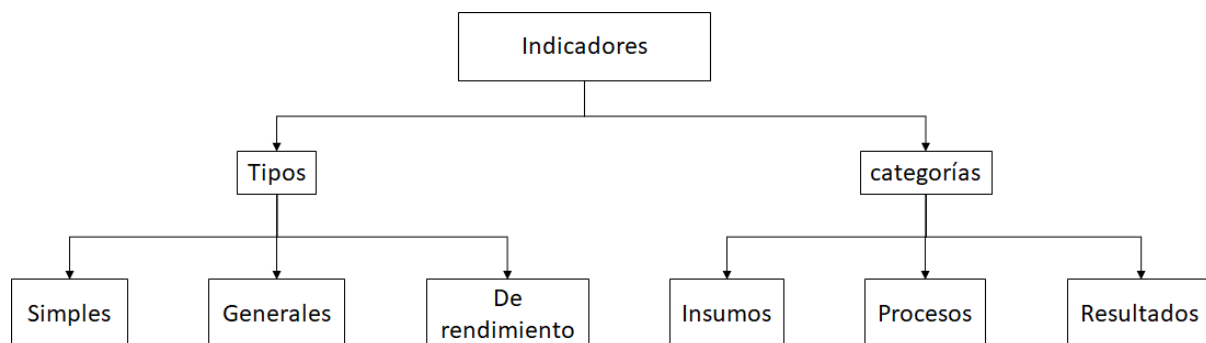 Indicadores
Tipos
categorías
Simples
Generales
De
rendimiento
Insumos
Procesos
Resultados